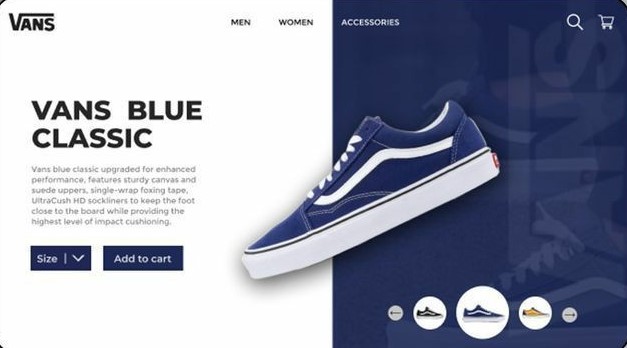 VANS
MEN WOMEN ACCESSORIES
VANS BLUE
CLASSIC
Vans blue classic upgraded for enhanced
performance, features sturdy canvas and
suede uppers, single-wrap foxing tape,
UltraCush HD sockliners to keep the foot
close to the board while providing the
highest level of impact cushioning.
Size
Add to cart